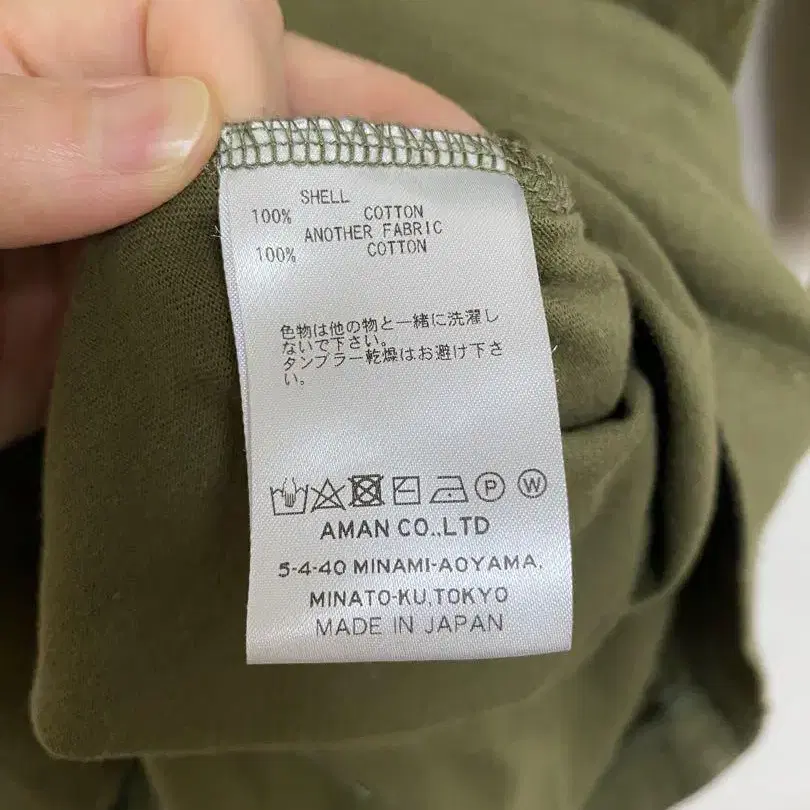 SHELL
100% COTTON
ANOTHER FABRIC
100% COTTON
色物は他の物と一緒に洗濯し
ないで下さい。
タンブラー乾燥はお避け下さ
い。
P W
AMAN CO.,LTD
5-4-40 MINAMI-AOYAMA,
MINATO-KU,TOKYO
MADE IN JAPAN